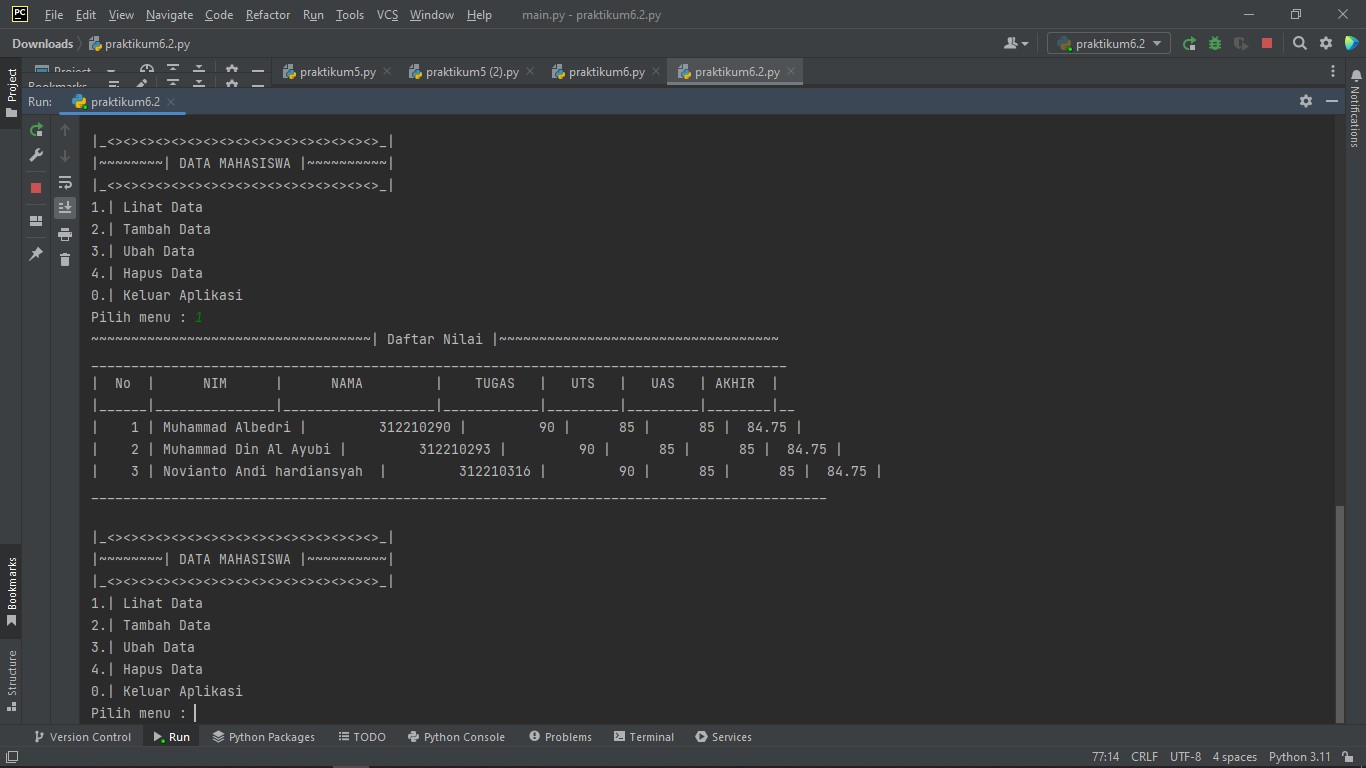 PC File Edit View Navigate Code Refactor Run Tools VCS Window Help main.py - praktikum6.2.py
Downloads praktikum6.2.py praktikum6.2
Project praktikum5.py praktikum5 (2).py praktikum6.py praktikum6.2.py
Bookmarks
Run: praktikum6.2
Project
Notifications
|_<><><><><><><><><><><><><><><><><>_|
|~~~~~~~~| DATA MAHASISWA |~~~~~~~~~~|
|_<><><><><><><><><><><><><><><><><>_|
1.| Lihat Data
2.| Tambah Data
3.| Ubah Data
4.| Hapus Data
0.| Keluar Aplikasi
Pilih menu : 1
~~~~~~~~~~~~~~~~~~~~~~~~~~~~~~~~~~~| Daftar Nilai |~~~~~~~~~~~~~~~~~~~~~~~~~~~~~~~~~~~
_______________________________________________________________________________________
|  No  |      NIM      |      NAMA         |    TUGAS   |   UTS   |   UAS   | AKHIR  |
|______|_______________|___________________|____________|_________|_________|________|__
|    1 | Muhammad Albedri |         312210290 |         90 |      85 |      85 |  84.75 |
|    2 | Muhammad Din Al Ayubi |         312210293 |         90 |      85 |      85 |  84.75 |
|    3 | Novianto Andi hardiansyah  |         312210316 |         90 |      85 |      85 |  84.75 |
____________________________________________________________________________________________
|_<><><><><><><><><><><><><><><><><>_|
|~~~~~~~~| DATA MAHASISWA |~~~~~~~~~~|
|_<><><><><><><><><><><><><><><><><>_|
1.| Lihat Data
2.| Tambah Data
3.| Ubah Data
4.| Hapus Data
0.| Keluar Aplikasi
Pilih menu :
Bookmarks
Structure
Version Control Run Python Packages TODO Python Console Problems Terminal Services
77:14 CRLF UTF-8 4 spaces Python 3.11